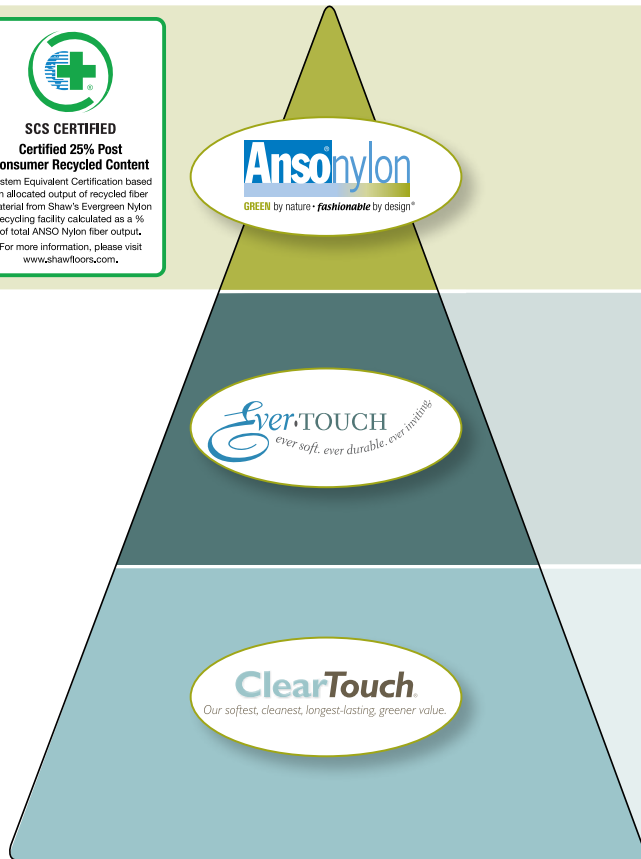 SCS CERTIFIED
Certified 25% Post
onsumer Recycled Content
stem Equivalent Certification based
n allocated output of recycled fiber
aterial from Shaw's Evergreen Nylon
ecycling facility calculated as a %
of total ANSO Nylon fiber output.
For more information, please visit
www.shawfloors.com.
Ansonylon®
GREEN by nature • fashionable by design®
Ever•TOUCH
ever soft. ever durable. ever inviting.
ClearTouch®
Our softest, cleanest, longest-lasting, greener value.